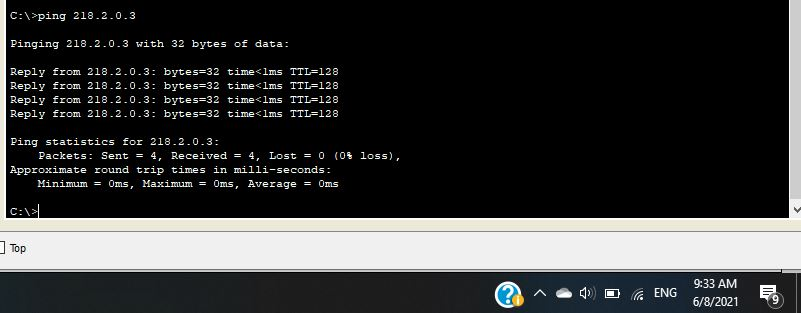 C:\>ping 218.2.0.3
Pinging 218.2.0.3 with 32 bytes of data:
Reply from 218.2.0.3: bytes=32 time<1ms TTL=128
Reply from 218.2.0.3: bytes=32 time<1ms TTL=128
Reply from 218.2.0.3: bytes=32 time<1ms TTL=128
Reply from 218.2.0.3: bytes=32 time<1ms TTL=128
Ping statistics for 218.2.0.3:
    Packets: Sent = 4, Received = 4, Lost = 0 (0% loss),
Approximate round trip times in milli-seconds:
    Minimum = 0ms, Maximum = 0ms, Average = 0ms
C:\>
Top
ENG
9:33 AM
6/8/2021
9